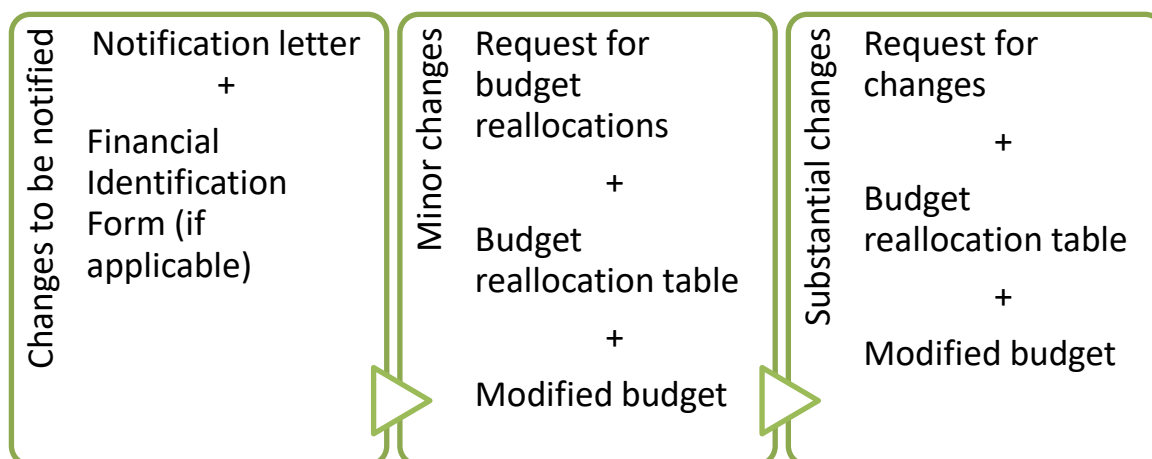 Changes to be notified
Notification letter
+
Financial
Identification
Form (if
applicable)
Minor changes
Request for
budget
reallocations
+
Budget
reallocation table
+
Modified budget
Substantial changes
Request for
changes
+
Budget
reallocation table
+
Modified budget